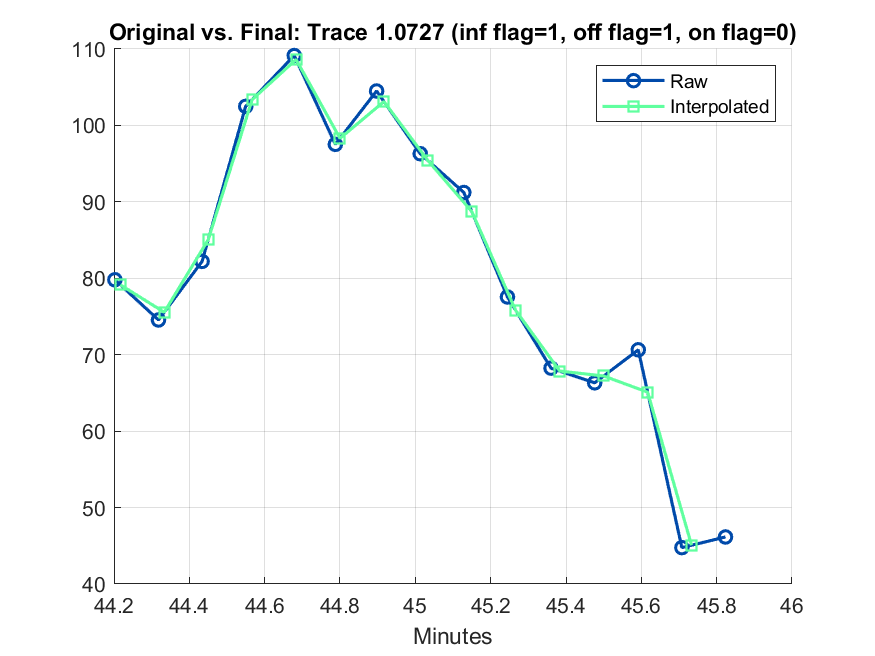 Original vs. Final: Trace 1.0727 (inf flag=1, off flag=1, on flag=0)
110
Raw
Interpolated
100
90
80
70
60
50
40
44.2 44.4 44.6 44.8 45 45.2 45.4 45.6 45.8 46
Minutes